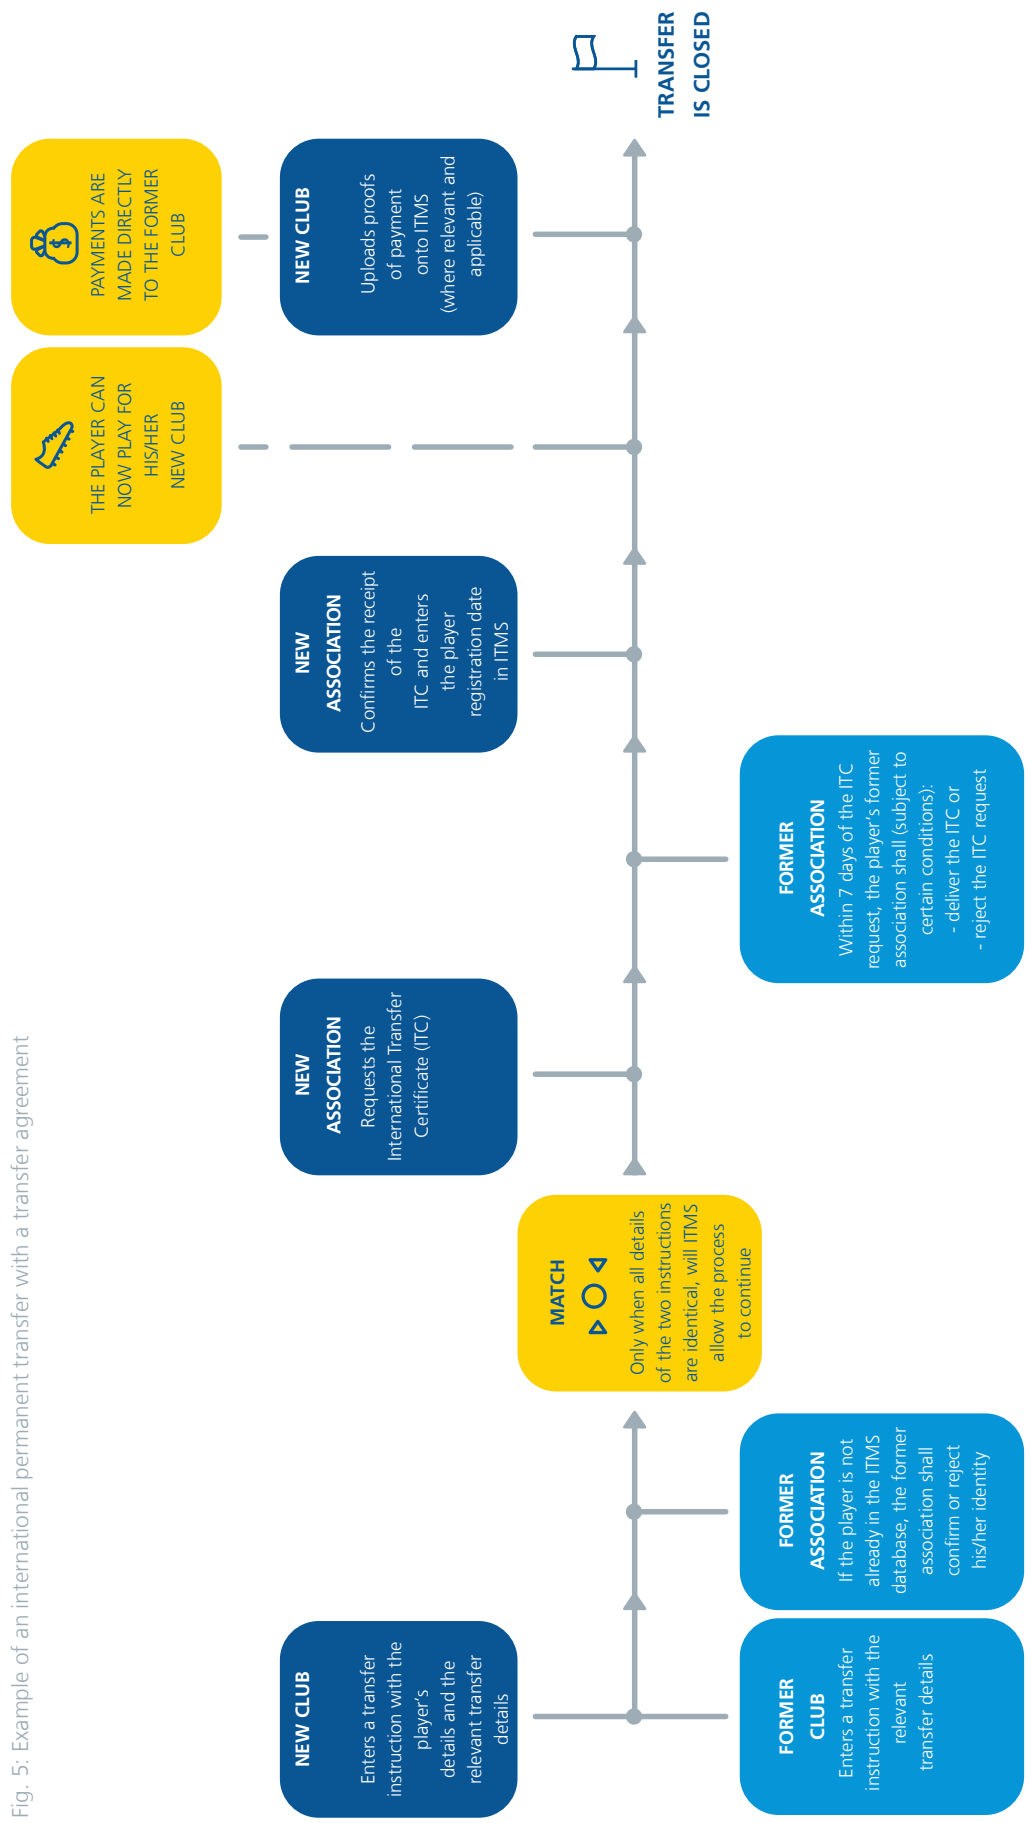 Fig. 5: Example of an international permanent transfer with a transfer agreement
NEW CLUB
Enters a transfer
instruction with the
player's
details and the
relevant transfer
details
FORMER
CLUB
Enters a transfer
instruction with the
relevant
transfer details
FORMER
ASSOCIATION
If the player is not
already in the ITMS
database, the former
association shall
confirm or reject
his/her identity
MATCH
Only when all details
of the two instructions
are identical, will ITMS
allow the process
to continue
NEW
ASSOCIATION
Requests the
International Transfer
Certificate (ITC)
FORMER
ASSOCIATION
Within 7 days of the ITC
request, the player's former
association shall (subject to
certain conditions):
- deliver the ITC or
- reject the ITC request
NEW
ASSOCIATION
Confirms the receipt
of the
ITC and enters
the player
registration date
in ITMS
THE PLAYER CAN
NOW PLAY FOR
HIS/HER
NEW CLUB
$
PAYMENTS ARE
MADE DIRECTLY
TO THE FORMER
CLUB
NEW CLUB
Uploads proofs
of payment
onto ITMS
(where relevant and
applicable)
TRANSFER
IS CLOSED